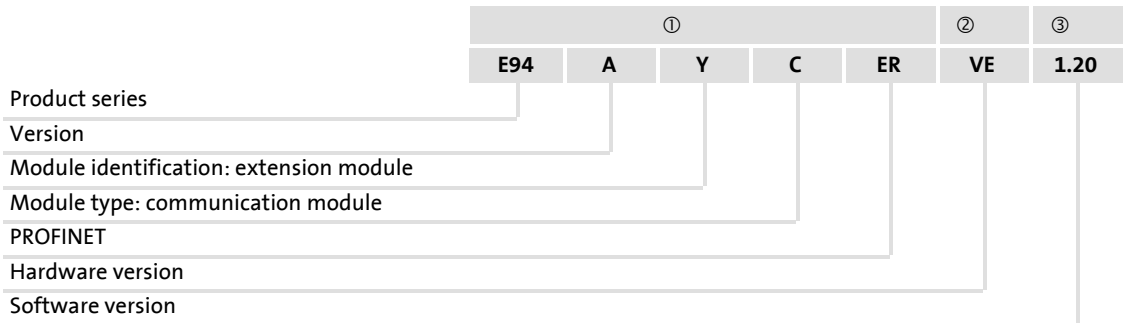 ① ② ③
E94 A Y C ER VE 1.20
Product series
Version
Module identification: extension module
Module type: communication module
PROFINET
Hardware version
Software version